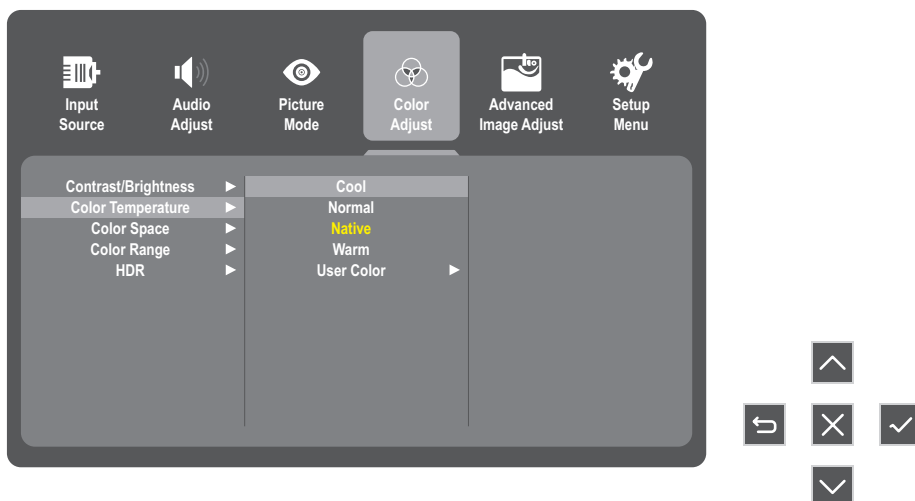 Input
Source
Audio
Adjust
Picture
Mode
Color
Adjust
Advanced
Image Adjust
Setup
Menu
Contrast/Brightness
Color Temperature
Color Space
Color Range
HDR
Cool
Normal
Native
Warm
User Color